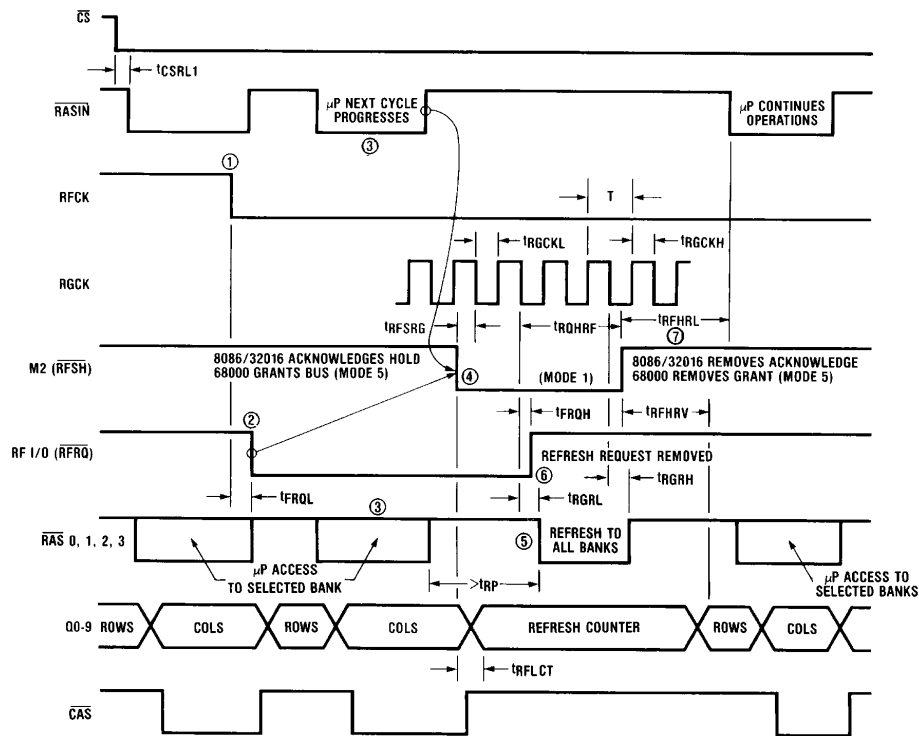 CS
tCSRL1
RASIN
μP NEXT CYCLE
PROGRESSES
③
μP CONTINUES
OPERATIONS
①
RFCK
T
tRGCKL
tRGCKH
RGCK
tRFSRG
tRQHRF
tRFHRL
⑦
M2 (RFSH)
8086/32016 ACKNOWLEDGES HOLD
68000 GRANTS BUS (MODE 5)
④
(MODE 1)
8086/32016 REMOVES ACKNOWLEDGE
68000 REMOVES GRANT (MODE 5)
②
tFRQH
tRFHRV
RF I/O (RFRQ)
REFRESH REQUEST REMOVED
⑥
tFRQL
③
tRGRL
tRGRH
RAS 0, 1, 2, 3
⑤
REFRESH TO
ALL BANKS
μP ACCESS
TO SELECTED BANK
>tRP
μP ACCESS TO
SELECTED BANKS
Q0-9 ROWS COLS ROWS COLS REFRESH COUNTER ROWS COLS
tRFLCT
CAS